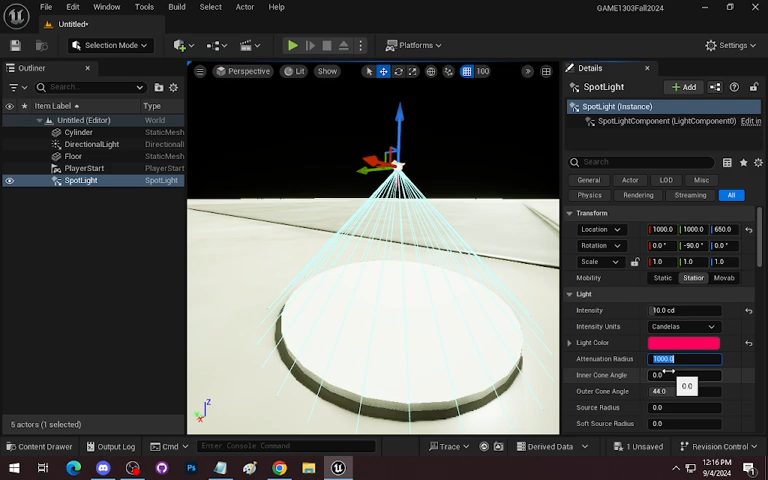 File Edit Window Tools Build Select Actor Help GAME1303Fall2024
Untitled*
Selection Mode Platforms Settings
Outliner
Search...
Item Label Type
Untitled (Editor) World
Cylinder StaticMesh
DirectionalLight Directional
Floor StaticMesh
PlayerStart PlayerStart
SpotLight SpotLight
5 actors (1 selected)
Perspective Lit Show 100
Z
X
Details
SpotLight Add
SpotLight (Instance)
SpotLightComponent (LightComponent0) Edit in
Search
General Actor LOD Misc
Physics Rendering Streaming All
Transform
Location 1000.0 1000.0 650.0
Rotation 0.0 ° -90.0 ° 0.0 °
Scale 1.0 1.0 1.0
Mobility Static Station Movab
Light
Intensity 10.0 cd
Intensity Units Candelas
Light Color
Attenuation Radius 1000.0
Inner Cone Angle 0.0
0.0
Outer Cone Angle 44.0
Source Radius 0.0
Soft Source Radius 0.0
Content Drawer Output Log Cmd Enter Console Command Trace Derived Data 1 Unsaved Revision Control
12:16 PM
9/4/2024